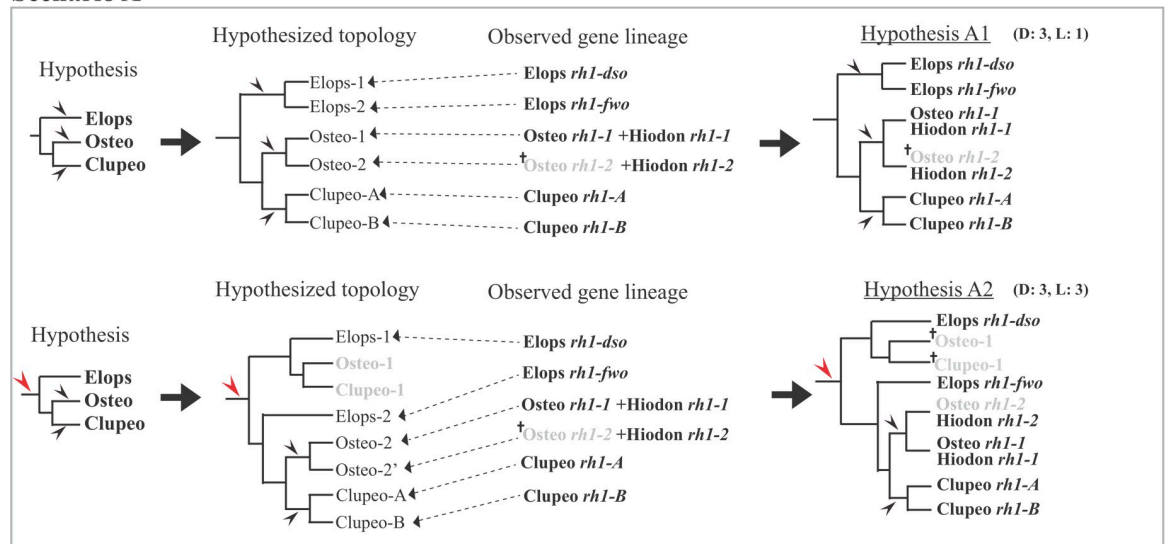 Hypothesized topology
Observed gene lineage
Hypothesis A1 (D: 3, L: 1)
Hypothesis
Elops
Osteo
Clupeo
Elops-1
Elops-2
Osteo-1
Osteo-2
Clupeo-A
Clupeo-B
Elops rh1-dso
Elops rh1-fwo
Osteo rh1-1 +Hiodon rh1-1
†Osteo rh1-2 +Hiodon rh1-2
Clupeo rh1-A
Clupeo rh1-B
Elops rh1-dso
Elops rh1-fwo
Osteo rh1-1
Hiodon rh1-1
†Osteo rh1-2
Hiodon rh1-2
Clupeo rh1-A
Clupeo rh1-B
Hypothesized topology
Observed gene lineage
Hypothesis A2 (D: 3, L: 3)
Hypothesis
Elops
Osteo
Clupeo
Elops-1
Osteo-1
Clupeo-1
Elops-2
Osteo-2
Osteo-2'
Clupeo-A
Clupeo-B
Elops rh1-dso
Elops rh1-fwo
Osteo rh1-1 +Hiodon rh1-1
†Osteo rh1-2 +Hiodon rh1-2
Clupeo rh1-A
Clupeo rh1-B
Elops rh1-dso
†Osteo-1
†Clupeo-1
Elops rh1-fwo
Osteo rh1-2
Hiodon rh1-2
Osteo rh1-1
Hiodon rh1-1
Clupeo rh1-A
Clupeo rh1-B